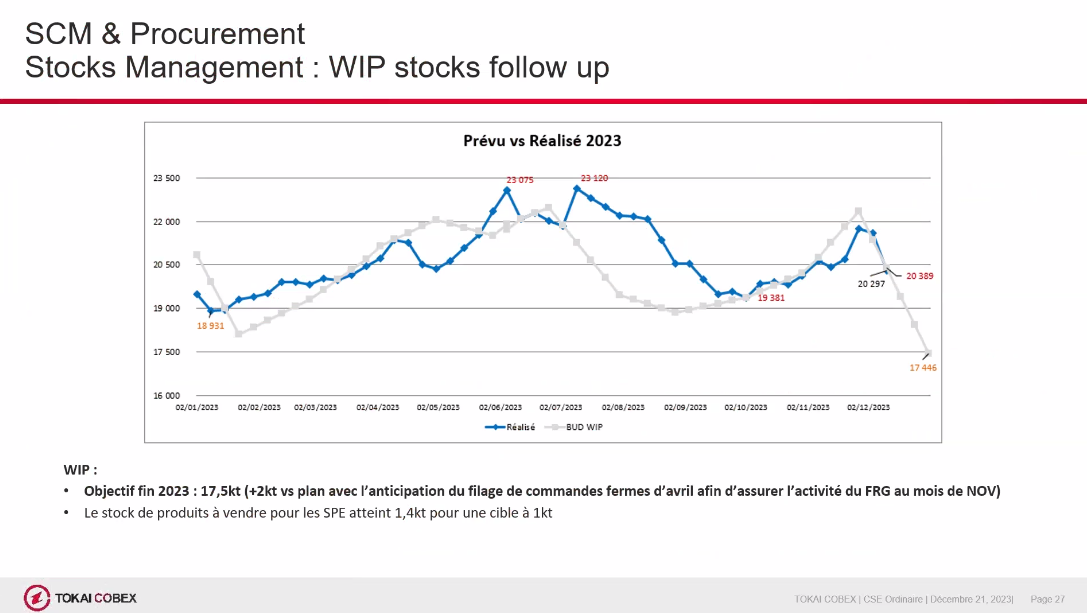 SCM & Procurement
Stocks Management : WIP stocks follow up
Prévu vs Réalisé 2023
23 500
22 000
20 500
19 000
17 500
16 000
23 075
23 120
18 931
19 381
20 297
20 389
17 446
02/01/2023 02/02/2023 02/03/2023 02/04/2023 02/05/2023 02/06/2023 02/07/2023 02/08/2023 02/09/2023 02/10/2023 02/11/2023 02/12/2023
Réalisé BUD WIP
WIP :
• Objectif fin 2023 : 17,5kt (+2kt vs plan avec l’anticipation du filage de commandes fermes d’avril afin d’assurer l’activité du FRG au mois de NOV)
• Le stock de produits à vendre pour les SPE atteint 1,4kt pour une cible à 1kt
TOKAI COBEX
TOKAI COBEX | CSE Ordinaire | Décembre 21, 2023| Page 27